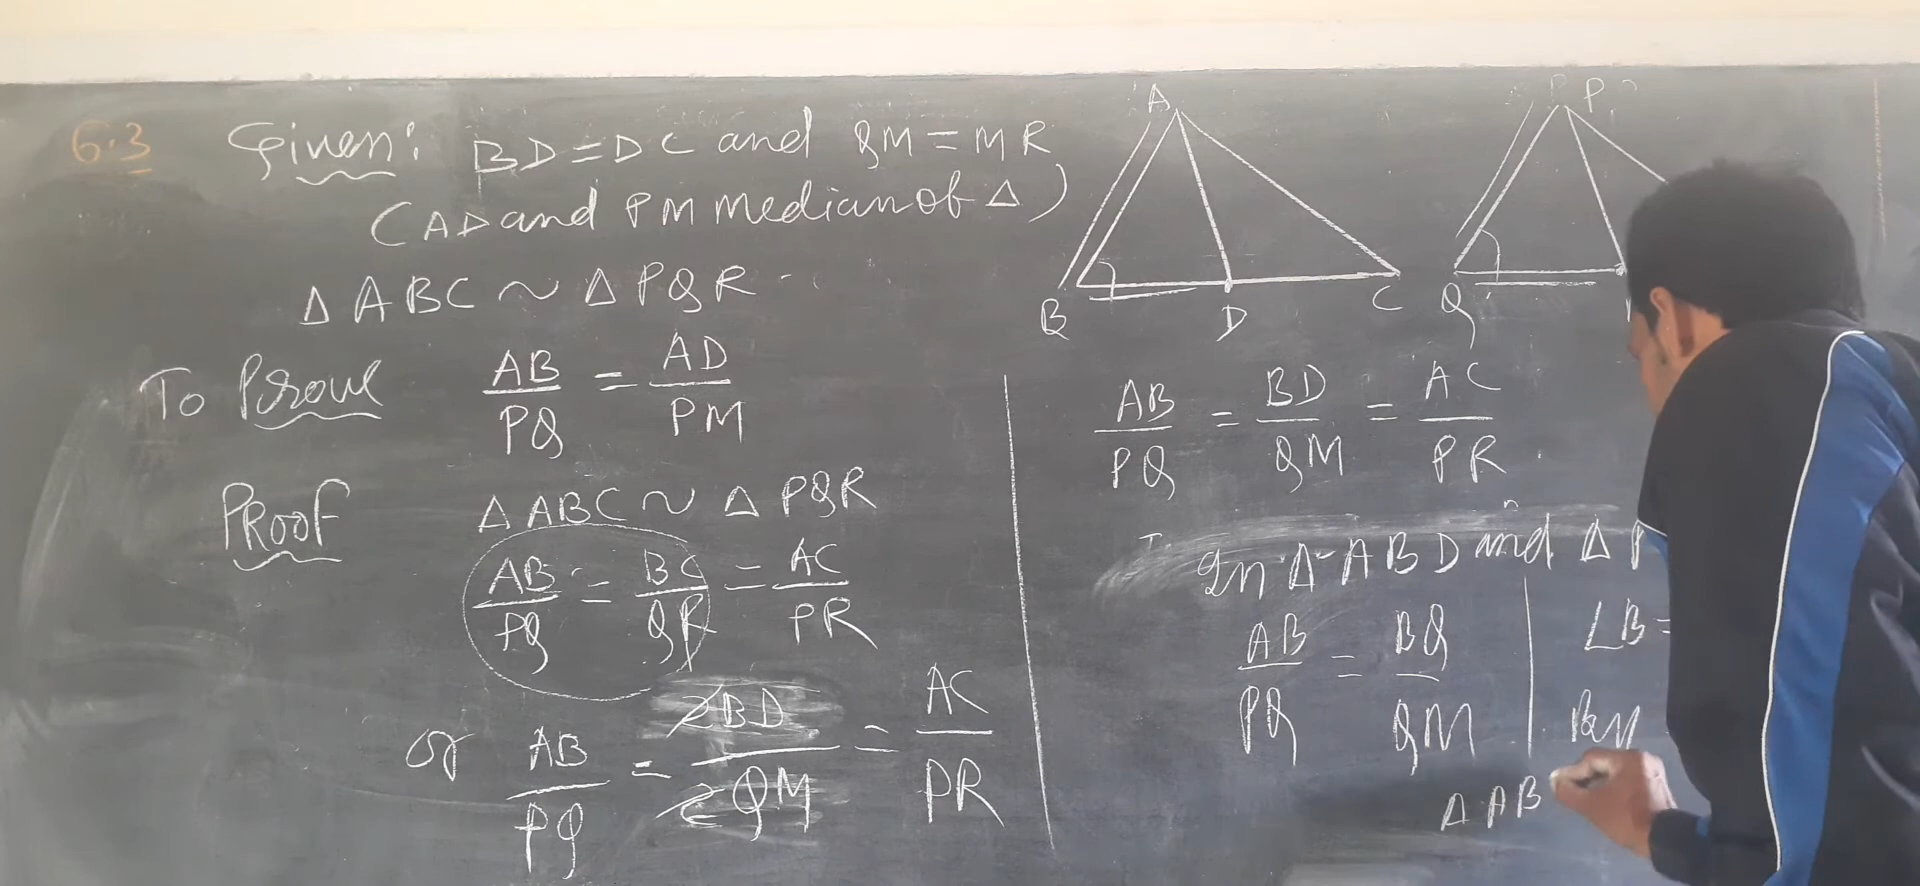 6.3 Given: BD = DC and QM = MR
(AD and PM median of Δ)
Δ ABC ~ Δ PQR
To Prove AB/PQ = AD/PM
PROOF Δ ABC ~ Δ PQR
AB/PQ = BC/QR = AC/PR
or AB/PQ = 2BD/2QM = AC/PR
A
B D C
P
Q
AB/PQ = BD/QM = AC/PR
In Δ ABD and Δ P
AB/PQ = BQ/QM
∠B =
By
Δ AB